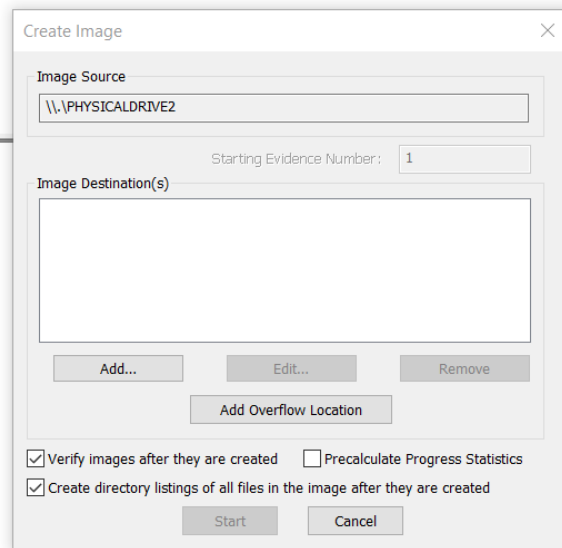 Create Image
Image Source
\\.\PHYSICALDRIVE2
Starting Evidence Number: 1
Image Destination(s)
Add... Edit... Remove
Add Overflow Location
Verify images after they are created Precalculate Progress Statistics
Create directory listings of all files in the image after they are created
Start Cancel